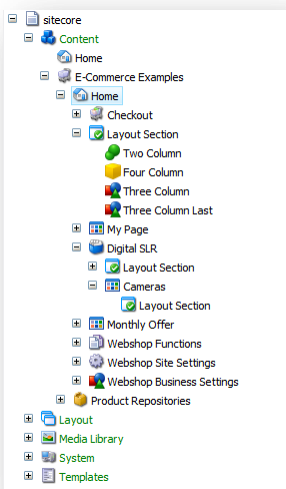 sitecore
Content
Home
E-Commerce Examples
Home
Checkout
Layout Section
Two Column
Four Column
Three Column
Three Column Last
My Page
Digital SLR
Layout Section
Cameras
Layout Section
Monthly Offer
Webshop Functions
Webshop Site Settings
Webshop Business Settings
Product Repositories
Layout
Media Library
System
Templates